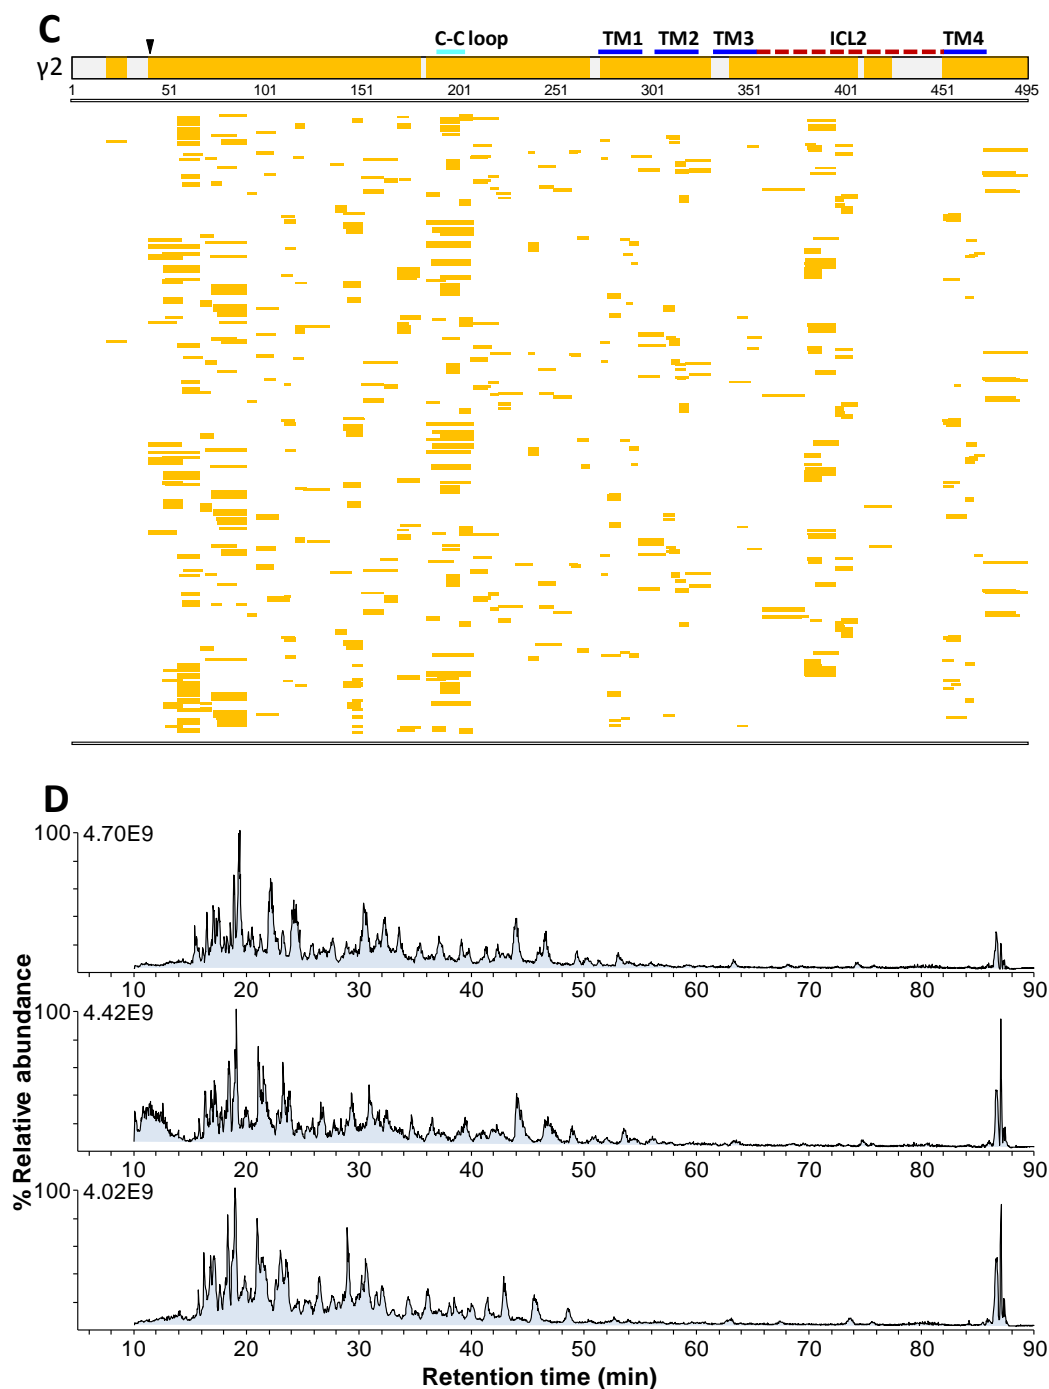 C
C-C loop TM1 TM2 TM3 ICL2 TM4
γ2
1 51 101 151 201 251 301 351 401 451 495
D
100 4.70E9
10 20 30 40 50 60 70 80 90
100 4.42E9
10 20 30 40 50 60 70 80 90
100 4.02E9
10 20 30 40 50 60 70 80 90
% Relative abundance
Retention time (min)